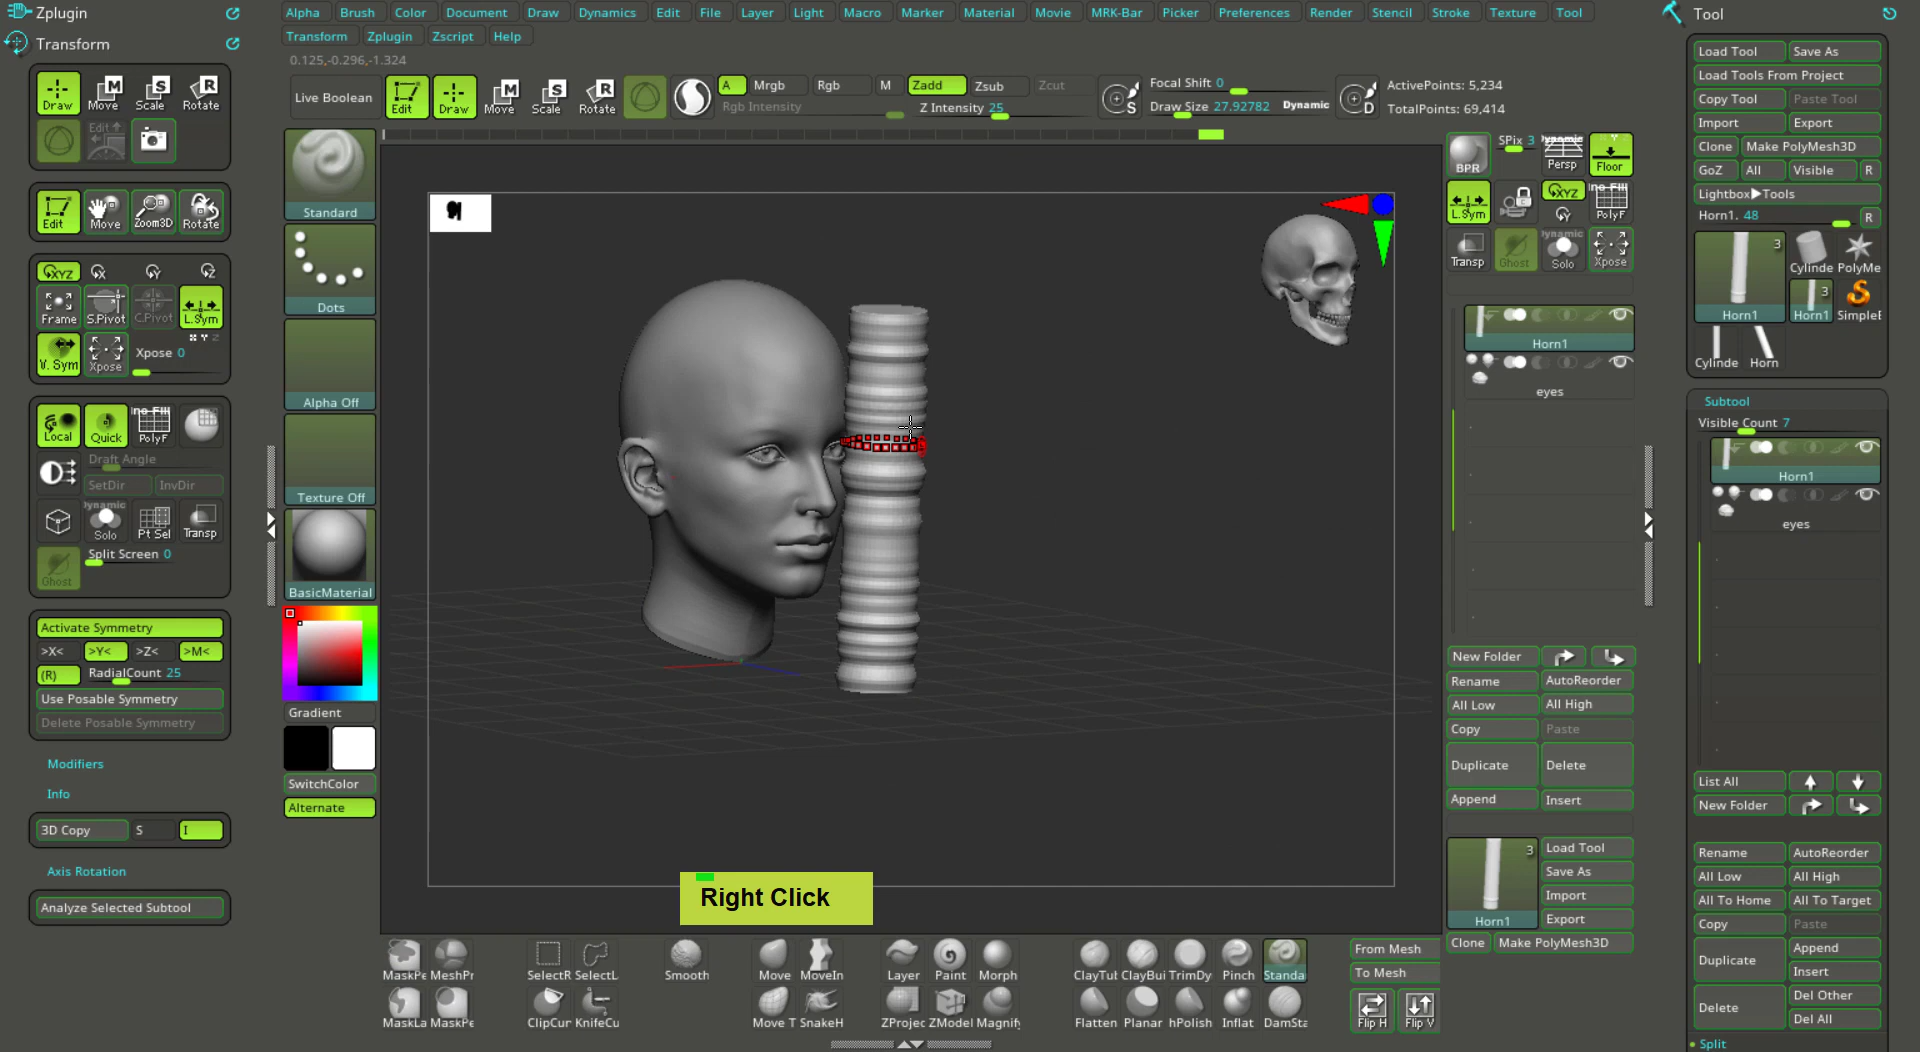 Zplugin
Transform
Draw Move Scale Rotate
Edit
Edit Move Zoom3D Rotate
XYZ X Y Z
Frame S.Pivot C.Pivot L.Sym
V. Sym Xpose Xpose 0
Local Quick PolyF
Draft Angle
SetDir InvDir
Dynamic
Solo Pt Sel Transp
Split Screen 0
Ghost
Activate Symmetry
>X< >Y< >Z< >M<
(R) RadialCount 25
Use Posable Symmetry
Delete Posable Symmetry
Modifiers
Info
3D Copy S I
Axis Rotation
Analyze Selected Subtool
Alpha Brush Color Document Draw Dynamics Edit File Layer Light Macro Marker Material Movie MRK-Bar Picker Preferences Render Stencil Stroke Texture Tool
Transform Zplugin Zscript Help
0.125,-0.296,-1.324
Live Boolean Edit Draw Move Scale Rotate
A Mrgb Rgb M Zadd Zsub Zcut
Rgb Intensity Z Intensity 25
S Focal Shift 0
Draw Size 27.92782 Dynamic D
ActivePoints: 5,234
TotalPoints: 69,414
Standard
Dots
Alpha Off
Texture Off
BasicMaterial
Gradient
SwitchColor
Alternate
Right Click
MaskPe MeshPr SelectR SelectL Smooth Move MoveIn Layer Paint Morph ClayTul ClayBui TrimDy Pinch Standa
MaskLa MaskPe ClipCur KnifeCu Move T SnakeH ZProjec ZModel Magnify Flatten Planar hPolish Inflat DamSta
From Mesh
To Mesh
Flip H Flip V
BPR SPix 3 Dynamic Persp Floor
L.Sym XYZ Y PolyF
Transp Ghost Dynamic Solo Xpose
Horn1
eyes
New Folder
Rename AutoReorder
All Low All High
Copy Paste
Duplicate Delete
Append Insert
3
Horn1
Load Tool
Save As
Import
Export
Clone Make PolyMesh3D
Tool
Load Tool Save As
Load Tools From Project
Copy Tool Paste Tool
Import Export
Clone Make PolyMesh3D
GoZ All Visible R
Lightbox▶Tools
Horn1. 48 R
3 Cylinde PolyMe
3
Horn1 Horn1 SimpleE
Cylinde Horn
Subtool
Visible Count 7
Horn1
eyes
List All
New Folder
Rename AutoReorder
All Low All High
All To Home All To Target
Copy Paste
Duplicate Append
Insert
Delete Del Other
Del All
Split